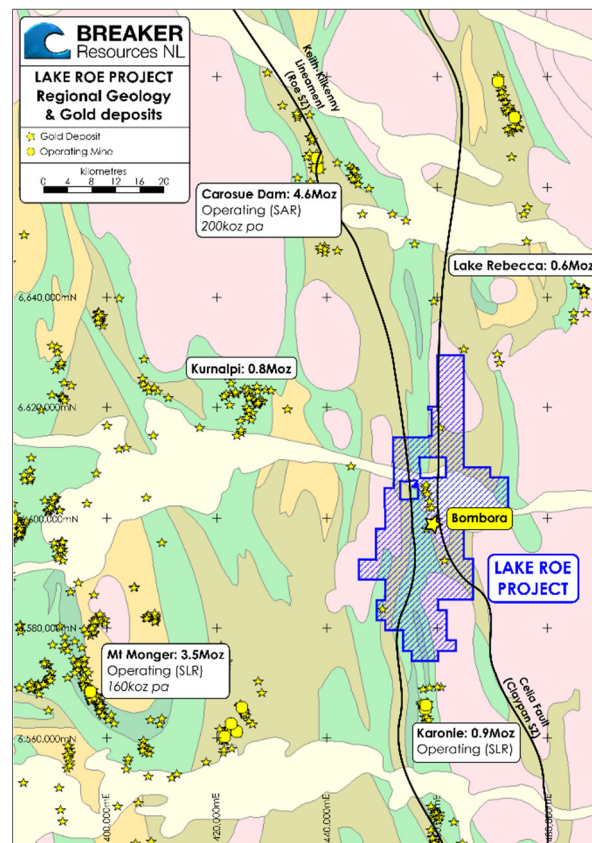 BREAKER
Resources NL
LAKE ROE PROJECT
Regional Geology
& Gold deposits
Gold Deposit
Operating Mine
kilometres
0 4 8 12 16 20
Keith-Kilkenny
Lineament
(Roe SZ)
Carosue Dam: 4.6Moz
Operating (SAR)
200koz pa
Lake Rebecca: 0.6Moz
6,640,000mN
Kurnalpi: 0.8Moz
6,620,000mN
6,600,000mN
Bombora
LAKE ROE
PROJECT
6,580,000mN
Mt Monger: 3.5Moz
Operating (SLR)
160koz pa
Celia Fault
(Claypan SZ)
Karonie: 0.9Moz
Operating (SLR)
6,560,000mN
400,000mE
420,000mE
440,000mE
460,000mE
480,000mE